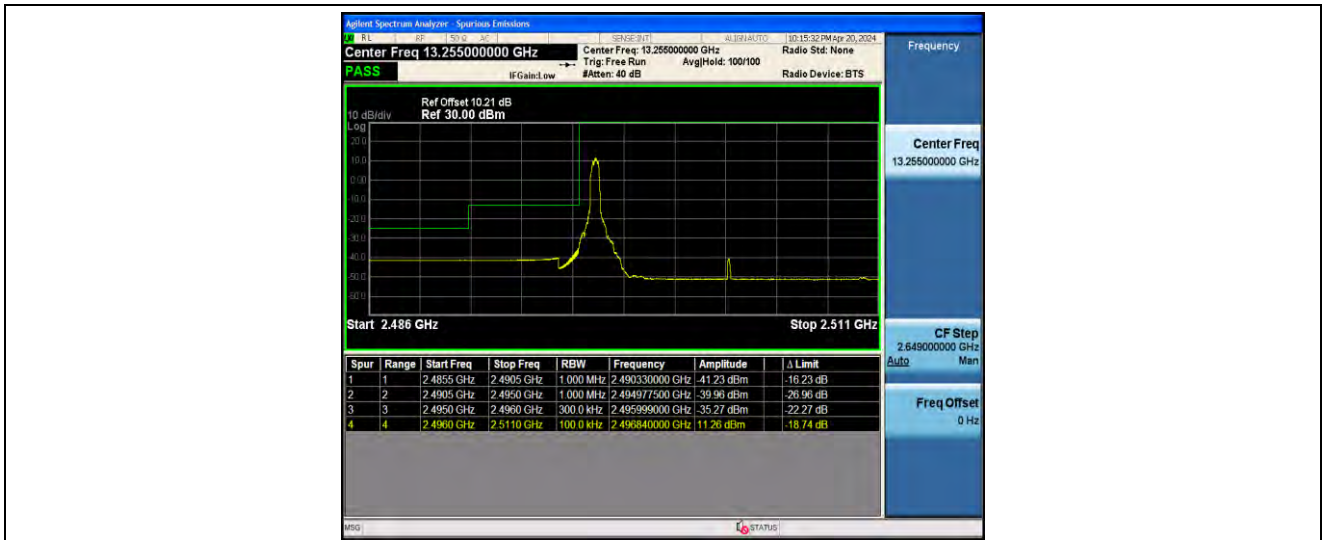 Agilent Spectrum Analyzer - Spurious Emissions
RL RF 50 Ω AC SENSE:INT ALIGN AUTO 10:15:32 PM Apr 20, 2024
Center Freq 13.255000000 GHz
Center Freq: 13.255000000 GHz
Radio Std: None
Trig: Free Run Avg|Hold: 100/100
PASS IFGain:Low #Atten: 40 dB Radio Device: BTS
Ref Offset 10.21 dB
10 dB/div Ref 30.00 dBm
Log
20.0
10.0
0.00
-10.0
-20.0
-30.0
-40.0
-50.0
-60.0
Start 2.486 GHz Stop 2.511 GHz
Spur Range Start Freq Stop Freq RBW Frequency Amplitude Δ Limit
1 1 2.4855 GHz 2.4905 GHz 1.000 MHz 2.490330000 GHz -41.23 dBm -16.23 dB
2 2 2.4905 GHz 2.4950 GHz 1.000 MHz 2.494977500 GHz -39.96 dBm -26.96 dB
3 3 2.4950 GHz 2.4960 GHz 300.0 kHz 2.495999000 GHz -35.27 dBm -22.27 dB
4 4 2.4960 GHz 2.5110 GHz 100.0 kHz 2.496840000 GHz 11.26 dBm -18.74 dB
MSG STATUS
Frequency
Center Freq
13.255000000 GHz
CF Step
2.649000000 GHz
Auto Man
Freq Offset
0 Hz